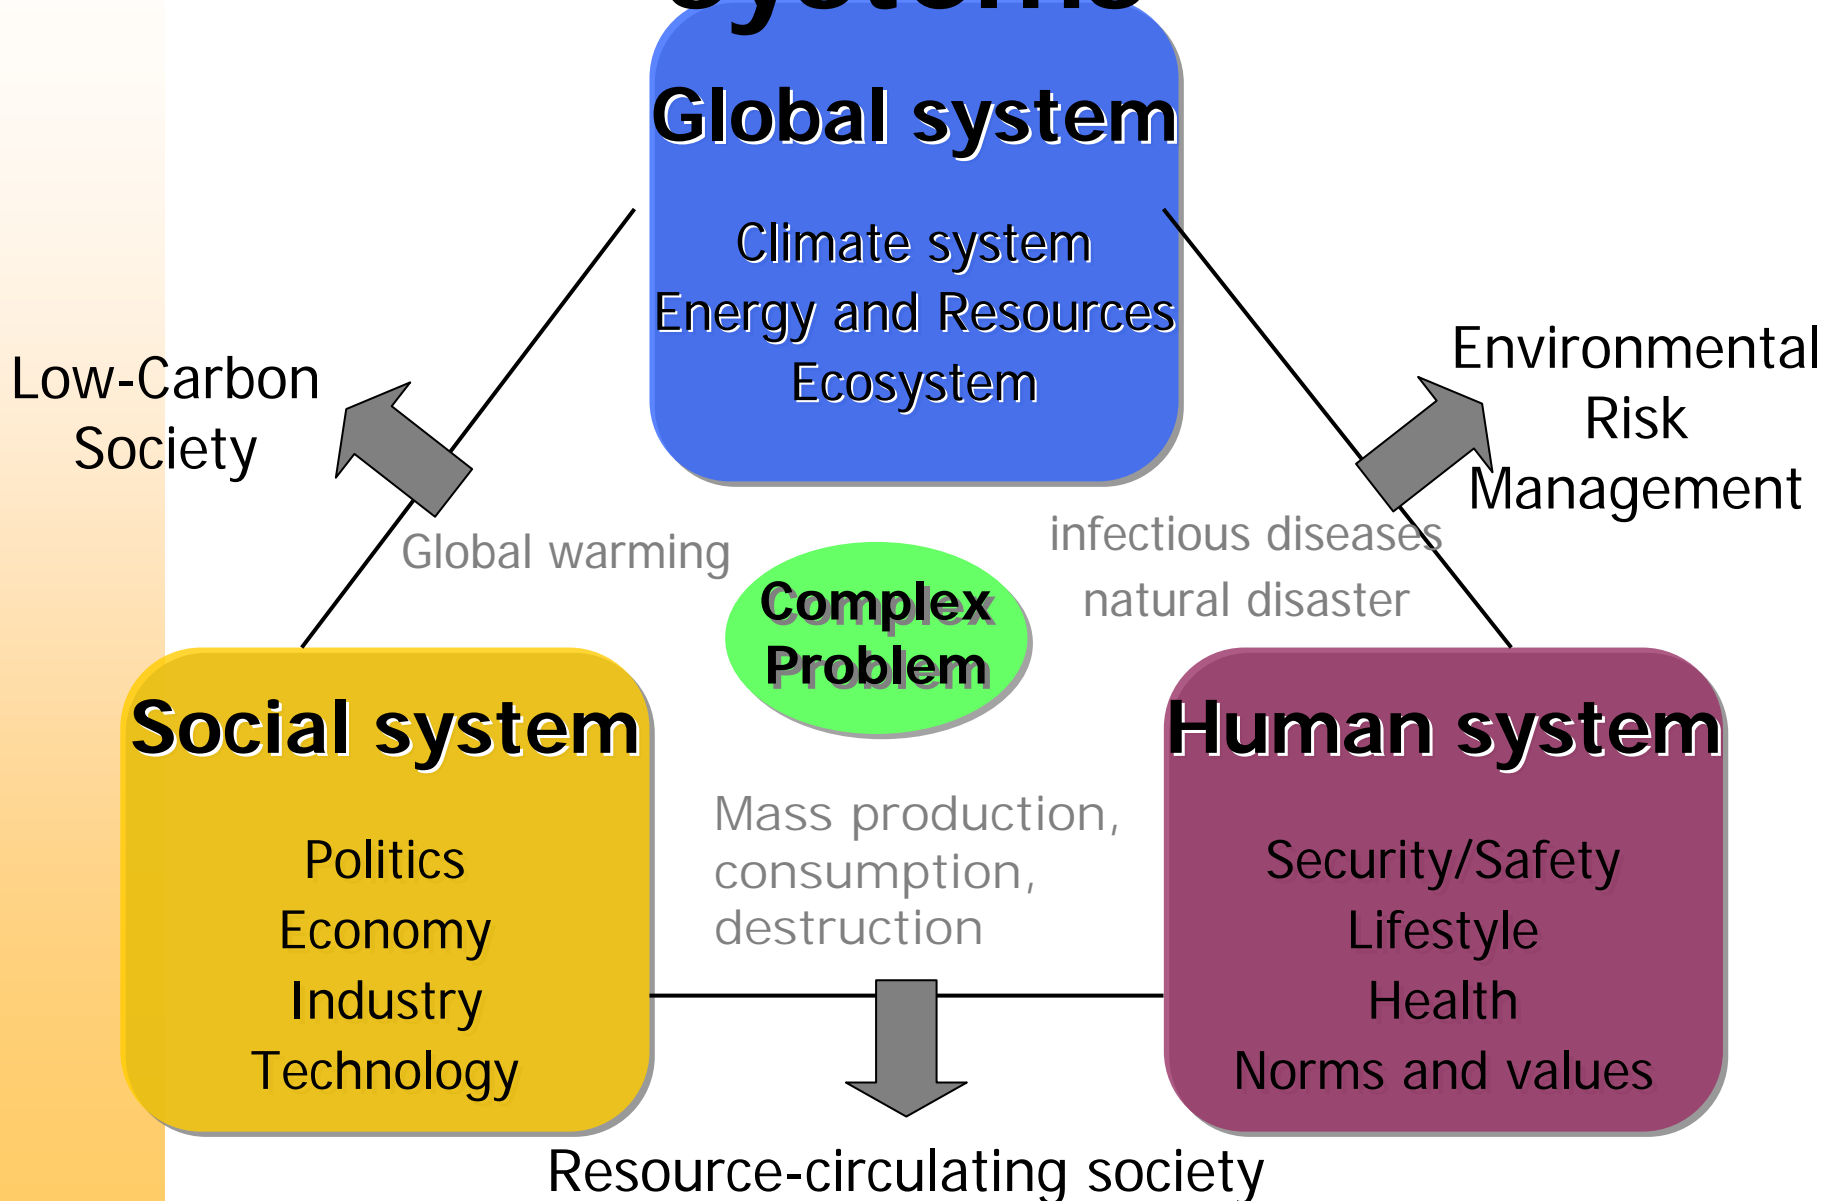 systems
Global system
Climate system
Energy and Resources
Ecosystem
Low-Carbon
Society
Environmental
Risk
Management
Global warming
infectious diseases
natural disaster
Complex
Problem
Social system
Politics
Economy
Industry
Technology
Mass production,
consumption,
destruction
Human system
Security/Safety
Lifestyle
Health
Norms and values
Resource-circulating society